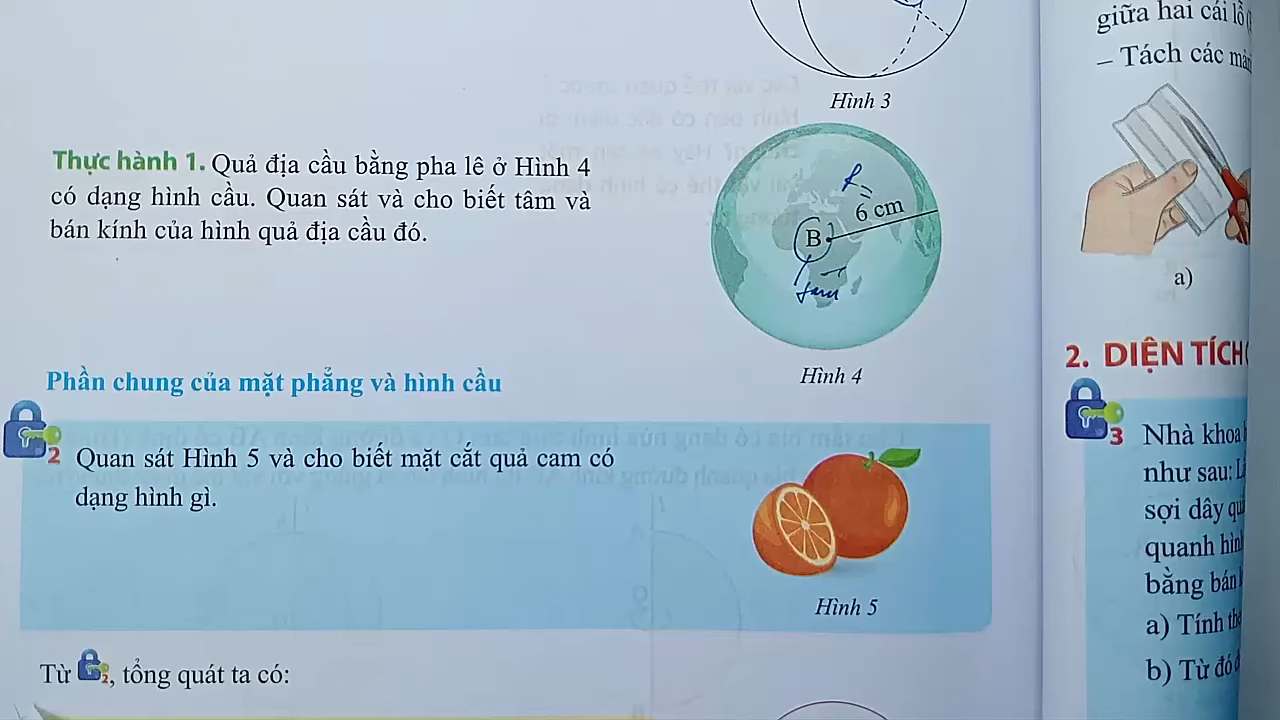 Hình 3
Thực hành 1. Quả địa cầu bằng pha lê ở Hình 4
có dạng hình cầu. Quan sát và cho biết tâm và
bán kính của hình quả địa cầu đó.
R =
6 cm
B
tâm
Hình 4
Phần chung của mặt phẳng và hình cầu
2 Quan sát Hình 5 và cho biết mặt cắt quả cam có
dạng hình gì.
Hình 5
Từ 2, tổng quát ta có:
giữa hai cái lỗ
– Tách các
a)
2. DIỆN TÍCH
3 Nhà khoa
như sau:
sợi dây
quanh
bằng bán
a) Tính
b) Từ đó